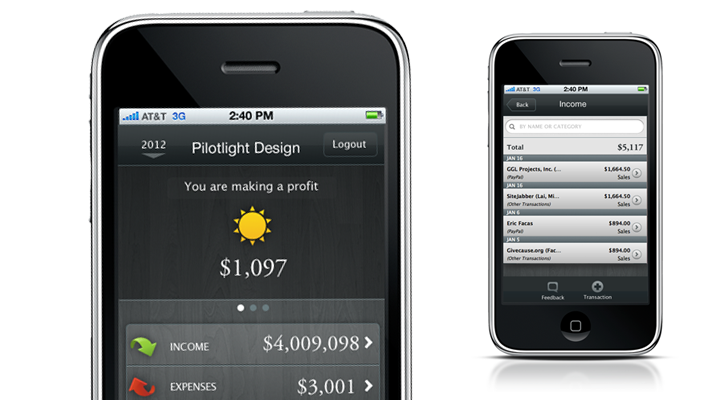 AT&T 3G 2:40 PM
2012 Pilotlight Design Logout
You are making a profit
$1,097
INCOME $4,009,098
EXPENSES $3,001
AT&T 3G 2:40 PM
Back Income
BY NAME OR CATEGORY
Total $5,117
JAN 16
GGL Projects, Inc. (... $1,664.50
(PayPal) Sales
JAN 16
SiteJabber (Lai, Mi... $1,664.50
(Other Transactions) Sales
JAN 6
Eric Facas $894.00
(PayPal) Sales
JAN 5
Givecause.org (Fac... $894.00
(Other Transactions) Sales
Feedback Transaction